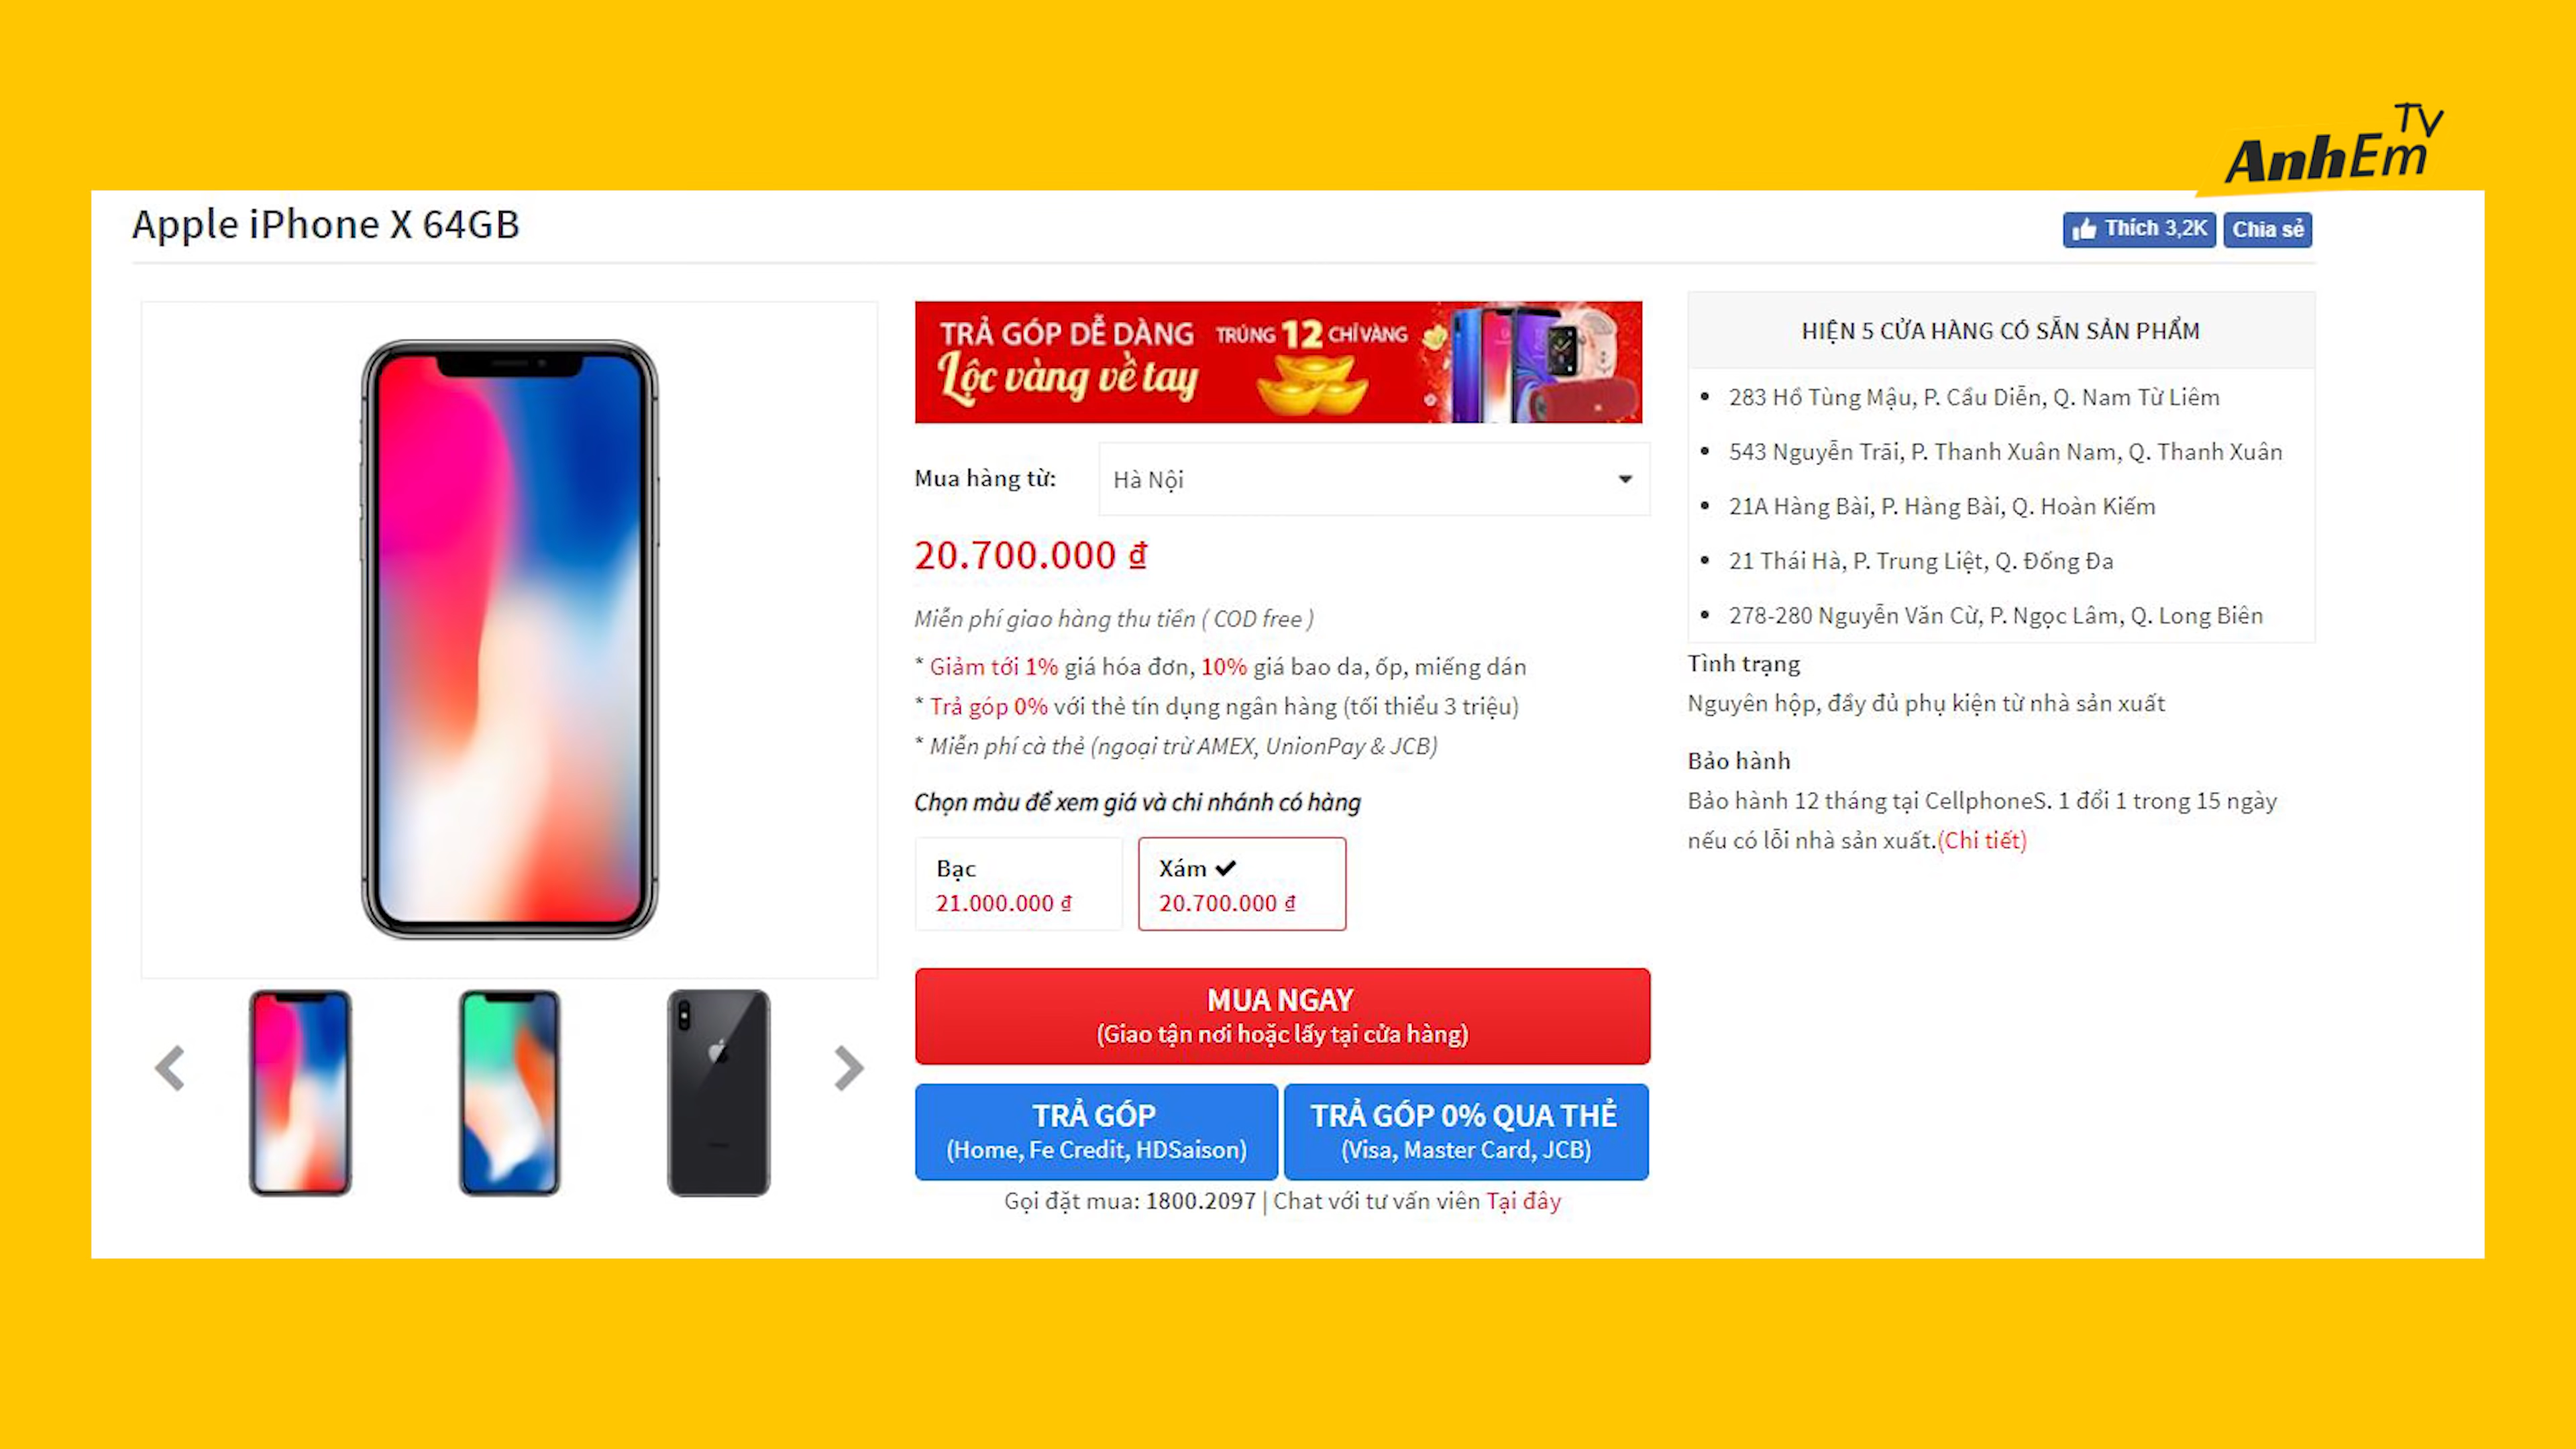 AnhEm TV
Apple iPhone X 64GB
Thích 3,2K
Chia sẻ
TRẢ GÓP DỄ DÀNG
Lộc vàng về tay
TRÚNG 12 CHỈ VÀNG
Mua hàng từ:
Hà Nội
20.700.000 ₫
Miễn phí giao hàng thu tiền ( COD free )
* Giảm tới 1% giá hóa đơn, 10% giá bao da, ốp, miếng dán
* Trả góp 0% với thẻ tín dụng ngân hàng (tối thiểu 3 triệu)
* Miễn phí cà thẻ (ngoại trừ AMEX, UnionPay & JCB)
Chọn màu để xem giá và chi nhánh có hàng
Bạc
21.000.000 ₫
Xám
20.700.000 ₫
MUA NGAY
(Giao tận nơi hoặc lấy tại cửa hàng)
TRẢ GÓP
(Home, Fe Credit, HDSaison)
TRẢ GÓP 0% QUA THẺ
(Visa, Master Card, JCB)
Gọi đặt mua: 1800.2097 | Chat với tư vấn viên Tại đây
HIỆN 5 CỬA HÀNG CÓ SẴN SẢN PHẨM
• 283 Hồ Tùng Mậu, P. Cầu Diễn, Q. Nam Từ Liêm
• 543 Nguyễn Trãi, P. Thanh Xuân Nam, Q. Thanh Xuân
• 21A Hàng Bài, P. Hàng Bài, Q. Hoàn Kiếm
• 21 Thái Hà, P. Trung Liệt, Q. Đống Đa
• 278-280 Nguyễn Văn Cừ, P. Ngọc Lâm, Q. Long Biên
Tình trạng
Nguyên hộp, đầy đủ phụ kiện từ nhà sản xuất
Bảo hành
Bảo hành 12 tháng tại CellphoneS. 1 đổi 1 trong 15 ngày
nếu có lỗi nhà sản xuất.(Chi tiết)